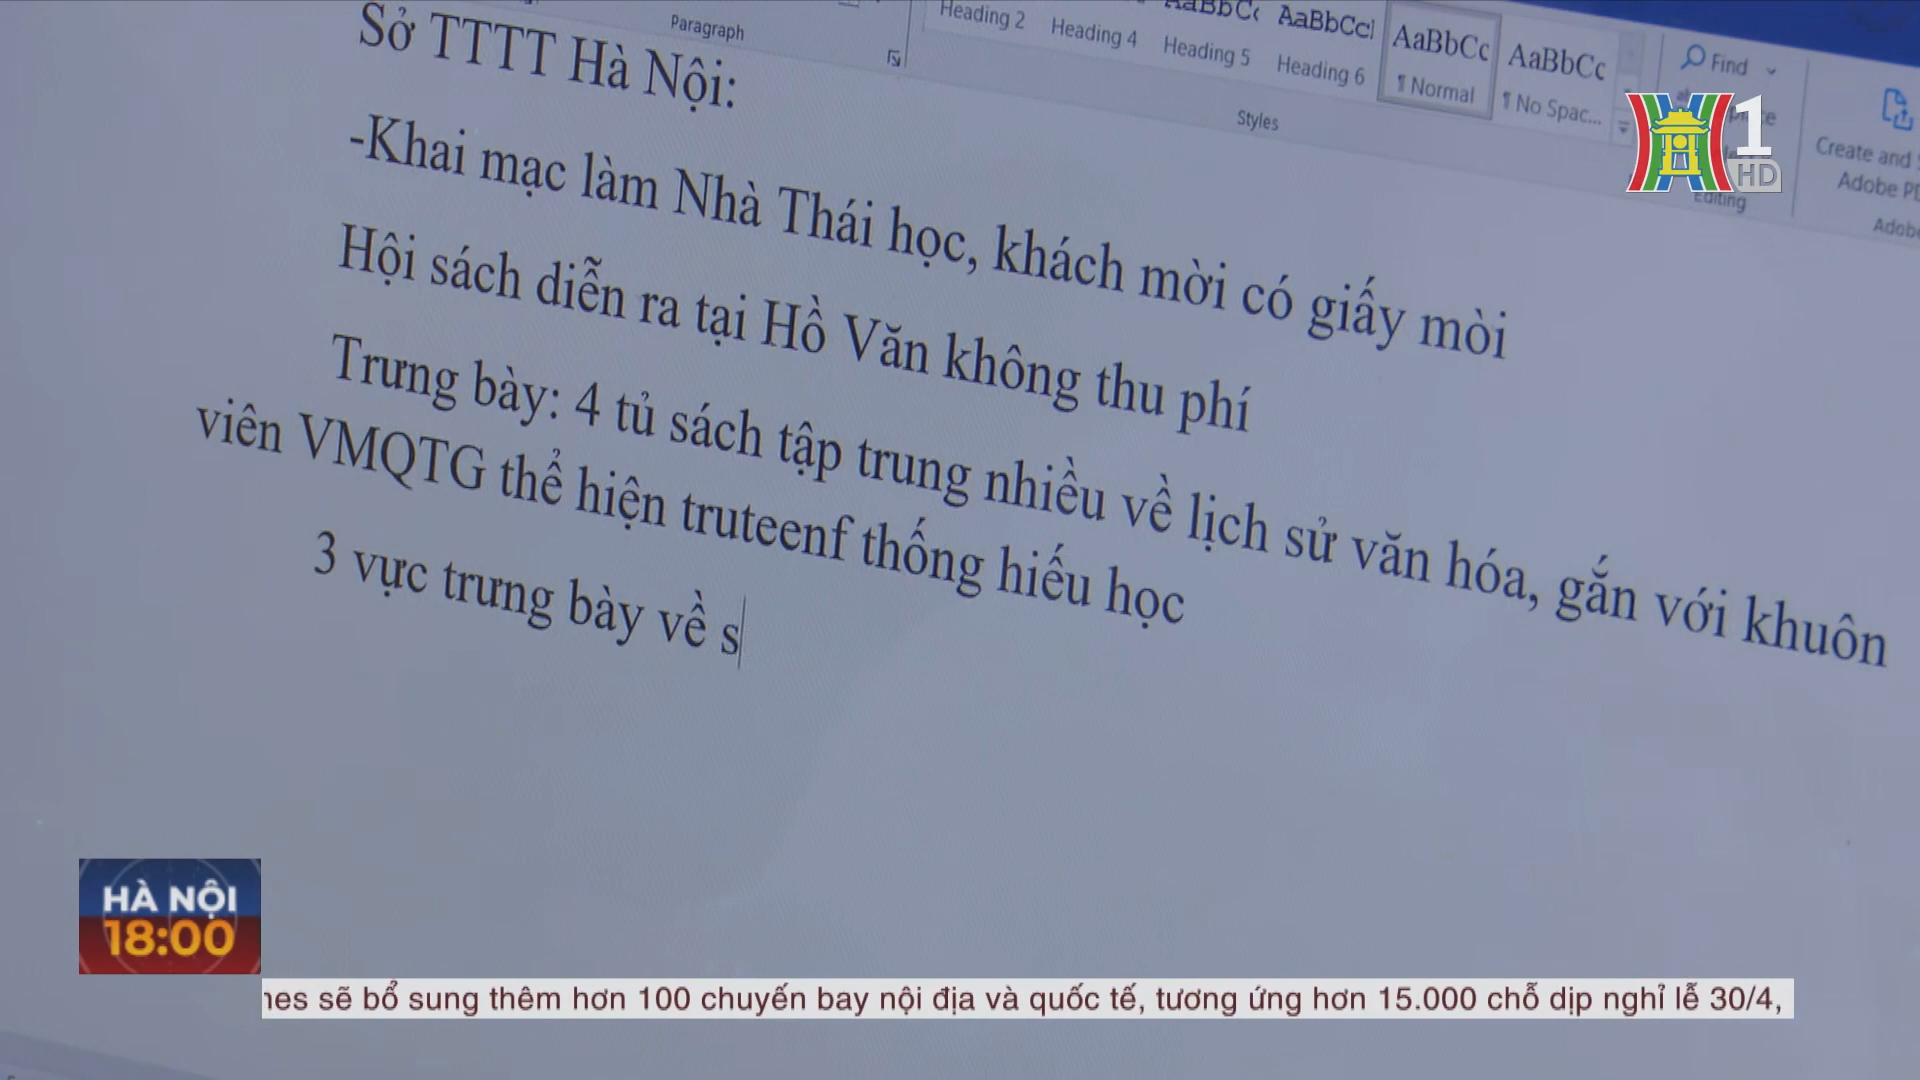 Paragraph
Heading 2
Heading 4
Heading 5
AaBbCcI
Heading 6
AaBbCc
¶ Normal
AaBbCc
¶ No Spac...
Styles
Find
Editing
Create and
Adobe
1
HD
Sở TTTT Hà Nội:
-Khai mạc làm Nhà Thái học, khách mời có giấy mòi
Hội sách diễn ra tại Hồ Văn không thu phí
Trưng bày: 4 tủ sách tập trung nhiều về lịch sử văn hóa, gắn với khuôn
viên VMQTG thể hiện truteenf thống hiếu học
3 vực trưng bày về s
HÀ NỘI
18:00
sẽ bổ sung thêm hơn 100 chuyến bay nội địa và quốc tế, tương ứng hơn 15.000 chỗ dịp nghỉ lễ 30/4,